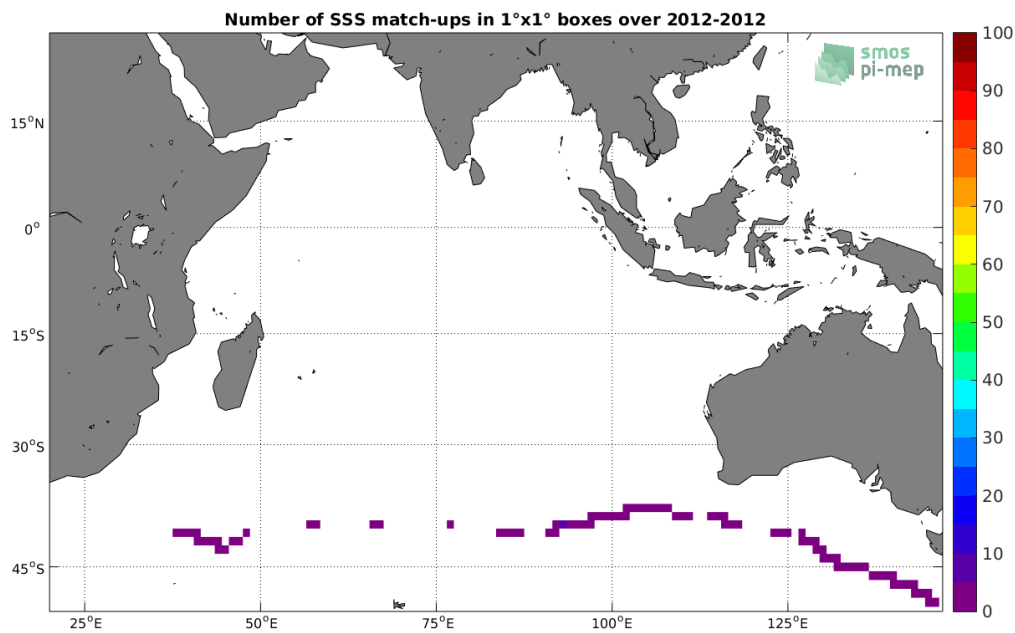 Number of SSS match-ups in 1°x1° boxes over 2012-2012
smos
pi-mep
100
90
80
70
60
50
40
30
20
10
0
15°N
0°
15°S
30°S
45°S
25°E
50°E
75°E
100°E
125°E